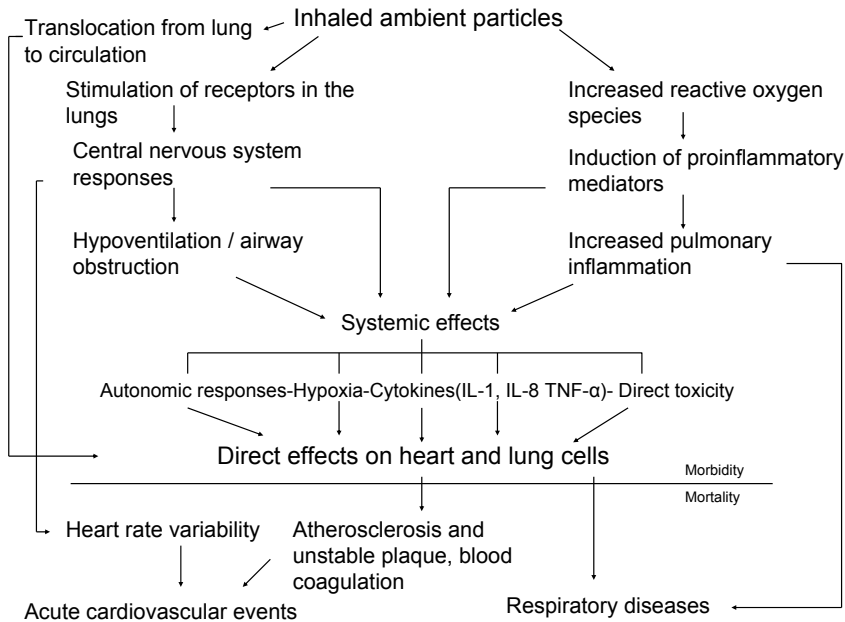 Inhaled ambient particles
Translocation from lung
to circulation
Stimulation of receptors in the
lungs
Increased reactive oxygen
species
Central nervous system
responses
Induction of proinflammatory
mediators
Hypoventilation / airway
obstruction
Increased pulmonary
inflammation
Systemic effects
Autonomic responses-Hypoxia-Cytokines(IL-1, IL-8 TNF-α)- Direct toxicity
Direct effects on heart and lung cells
Morbidity
Mortality
Heart rate variability
Atherosclerosis and
unstable plaque, blood
coagulation
Acute cardiovascular events
Respiratory diseases